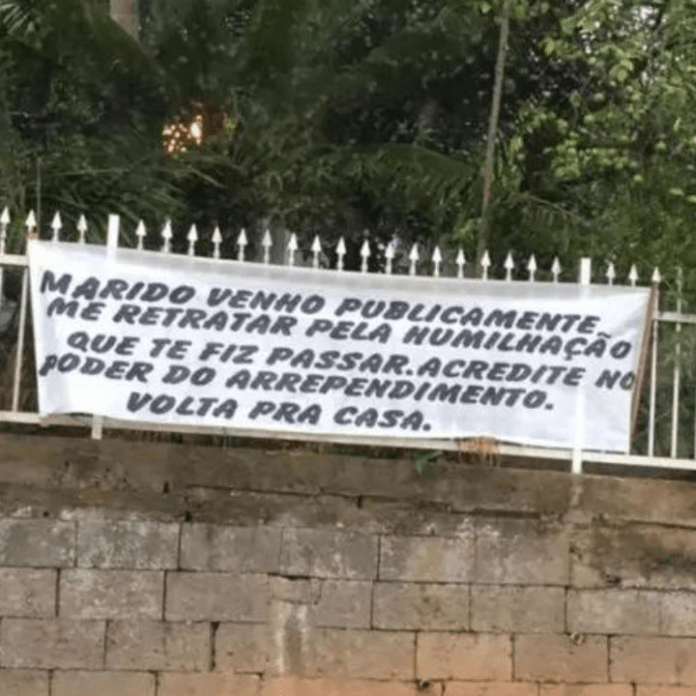 MARIDO VENHO PUBLICAMENTE
ME RETRATAR PELA HUMILHAÇÃO
QUE TE FIZ PASSAR.ACREDITE NO
PODER DO ARREPENDIMENTO.
VOLTA PRA CASA.